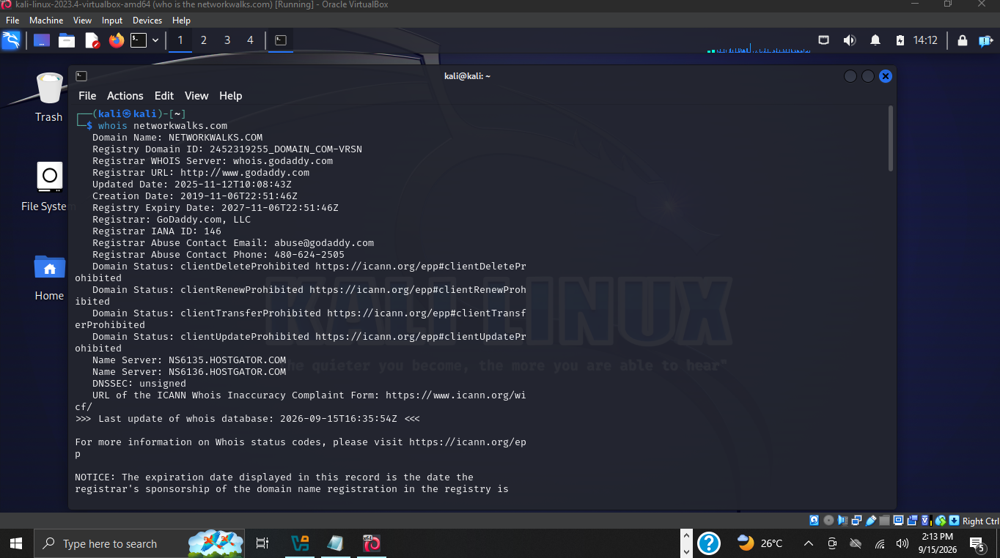 kali-linux-2023.4-virtualbox-amd64 (who is the networkwalks.com) [Running] - Oracle VirtualBox
File Machine View Input Devices Help
1 2 3 4 14:12
Trash
File Syste
Home
kali@kali: ~
File Actions Edit View Help
┌──(kali㉿kali)-[~]
└─$ whois networkwalks.com
Domain Name: NETWORKWALKS.COM
Registry Domain ID: 2452319255_DOMAIN_COM-VRSN
Registrar WHOIS Server: whois.godaddy.com
Registrar URL: http://www.godaddy.com
Updated Date: 2025-11-12T10:08:43Z
Creation Date: 2019-11-06T22:51:46Z
Registry Expiry Date: 2027-11-06T22:51:46Z
Registrar: GoDaddy.com, LLC
Registrar IANA ID: 146
Registrar Abuse Contact Email: abuse@godaddy.com
Registrar Abuse Contact Phone: 480-624-2505
Domain Status: clientDeleteProhibited https://icann.org/epp#clientDeletePr
ohibited
Domain Status: clientRenewProhibited https://icann.org/epp#clientRenewProh
ibited
Domain Status: clientTransferProhibited https://icann.org/epp#clientTransf
erProhibited
Domain Status: clientUpdateProhibited https://icann.org/epp#clientUpdatePr
ohibited
Name Server: NS6135.HOSTGATOR.COM
Name Server: NS6136.HOSTGATOR.COM
DNSSEC: unsigned
URL of the ICANN Whois Inaccuracy Complaint Form: https://www.icann.org/wi
cf/
>>> Last update of whois database: 2026-09-15T16:35:54Z <<<
For more information on Whois status codes, please visit https://icann.org/ep
p
NOTICE: The expiration date displayed in this record is the date the
registrar's sponsorship of the domain name registration in the registry is
KALI LINUX
he quieter you become, the more you are able to hear"
Right Ctrl
Type here to search
x64
26°C
2:13 PM
9/15/2026
5